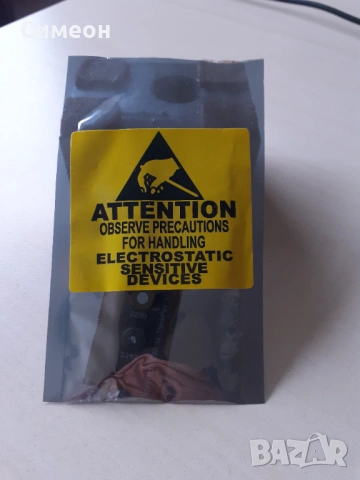 Симеон
ATTENTION
OBSERVE PRECAUTIONS
FOR HANDLING
ELECTROSTATIC
SENSITIVE
DEVICES
BAZAR